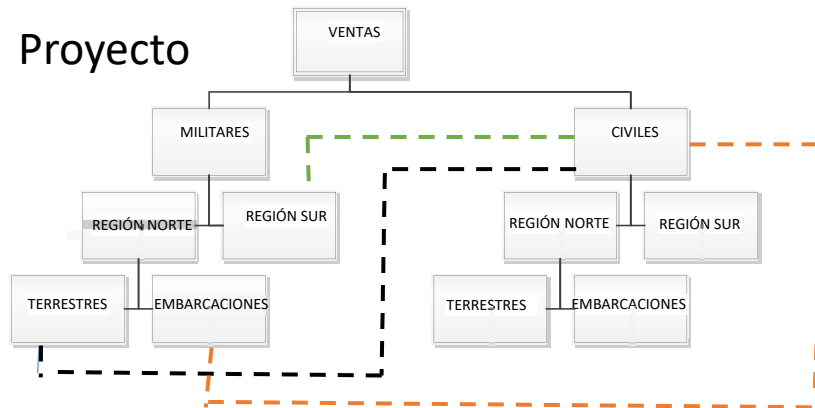 Proyecto
VENTAS
MILITARES
CIVILES
REGIÓN NORTE
REGIÓN SUR
REGIÓN NORTE
REGIÓN SUR
TERRESTRES
EMBARCACIONES
TERRESTRES
EMBARCACIONES